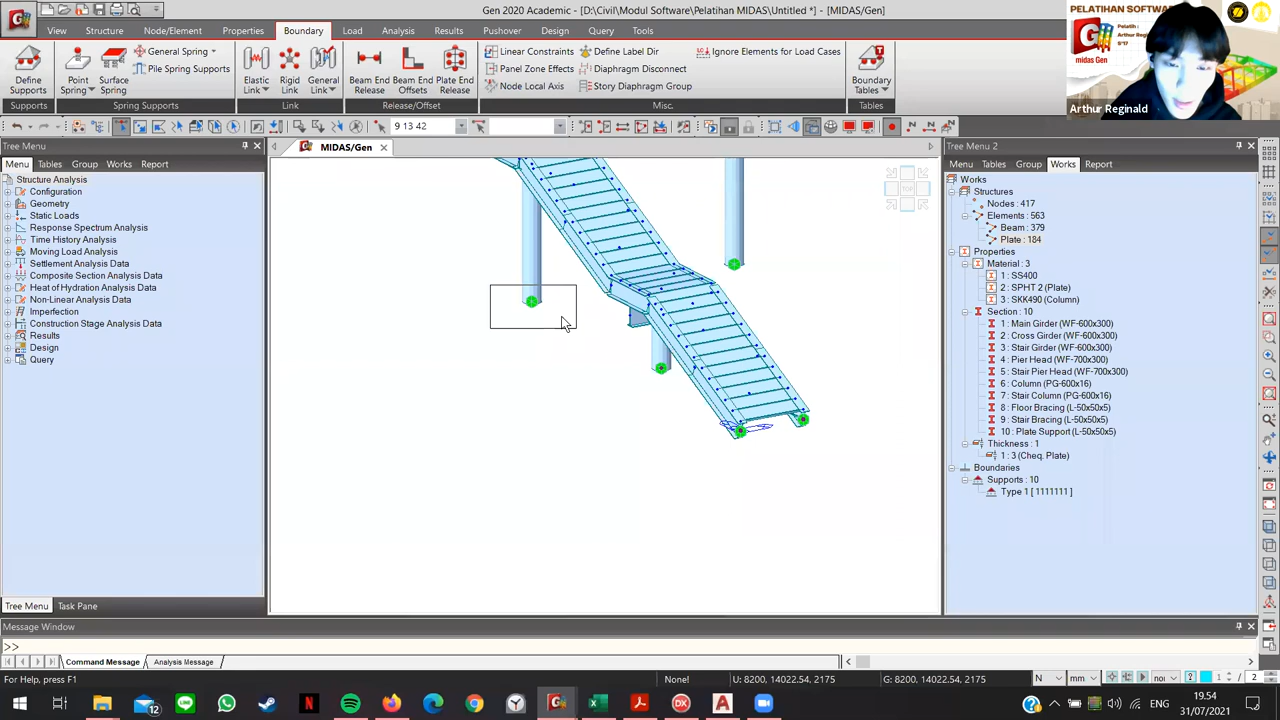 Gen 2020 Academic - [D:\Civil\Modul Software\Pelatihan MIDAS\Untitled *] - [MIDAS/Gen]
View Structure Node/Element Properties Boundary Load Analysis Results Pushover Design Query Tools
Define Supports
Supports
Point Spring
Surface Spring
General Spring
Pile Spring Supports
Spring Supports
Elastic Link
Rigid Link
General Link
Link
Beam End Release
Beam End Offsets
Plate End Release
Release/Offset
Linear Constraints
Panel Zone Effects
Node Local Axis
Define Label Dir.
Diaphragm Disconnect
Story Diaphragm Group
Ignore Elements for Load Cases
Misc.
Boundary Tables
Tables
PELATIHAN SOFTWARE
midas Gen
Arthur Reginald
9 13 42
Tree Menu
Menu Tables Group Works Report
Structure Analysis
Configuration
Geometry
Static Loads
Response Spectrum Analysis
Time History Analysis
Moving Load Analysis
Settlement Analysis Data
Composite Section Analysis Data
Heat of Hydration Analysis Data
Non-Linear Analysis Data
Imperfection
Construction Stage Analysis Data
Results
Design
Query
Tree Menu Task Pane
MIDAS/Gen
TOP
Tree Menu 2
Menu Tables Group Works Report
Works
Structures
Nodes : 417
Elements : 563
Beam : 379
Plate : 184
Properties
Material : 3
1 : SS400
2 : SPHT 2 (Plate)
3 : SKK490 (Column)
Section : 10
1 : Main Girder (WF-600x300)
2 : Cross Girder (WF-600x300)
3 : Stair Girder (WF-600x300)
4 : Pier Head (WF-700x300)
5 : Stair Pier Head (WF-700x300)
6 : Column (PG-600x16)
7 : Stair Column (PG-600x16)
8 : Floor Bracing (L-50x50x5)
9 : Stair Bracing (L-50x50x5)
10 : Plate Support (L-50x50x5)
Thickness : 1
1 : 3 (Cheq. Plate)
Boundaries
Supports : 10
Type 1 [ 1111111 ]
Message Window
>>
Command Message Analysis Message
For Help, press F1
None!
U: 8200, 14022.54, 2175
G: 8200, 14022.54, 2175
N
mm
nor
1 / 2
12
ENG
19.54
31/07/2021